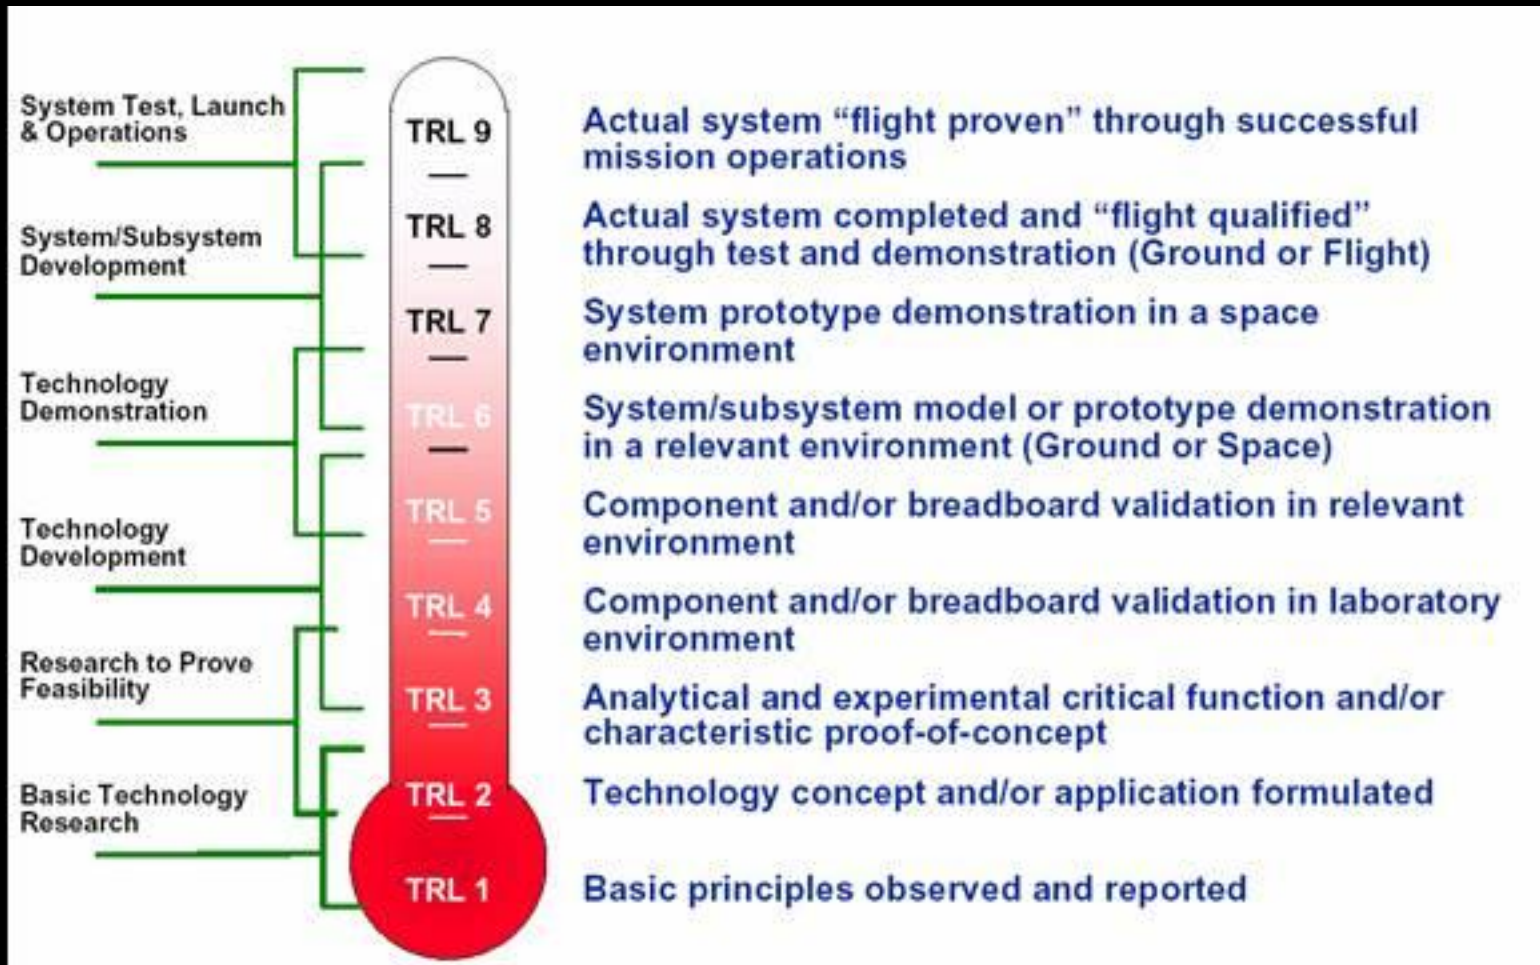 System Test, Launch
& Operations
System/Subsystem
Development
Technology
Demonstration
Technology
Development
Research to Prove
Feasibility
Basic Technology
Research
TRL 9
TRL 8
TRL 7
TRL 6
TRL 5
TRL 4
TRL 3
TRL 2
TRL 1
Actual system “flight proven” through successful
mission operations
Actual system completed and “flight qualified”
through test and demonstration (Ground or Flight)
System prototype demonstration in a space
environment
System/subsystem model or prototype demonstration
in a relevant environment (Ground or Space)
Component and/or breadboard validation in relevant
environment
Component and/or breadboard validation in laboratory
environment
Analytical and experimental critical function and/or
characteristic proof-of-concept
Technology concept and/or application formulated
Basic principles observed and reported